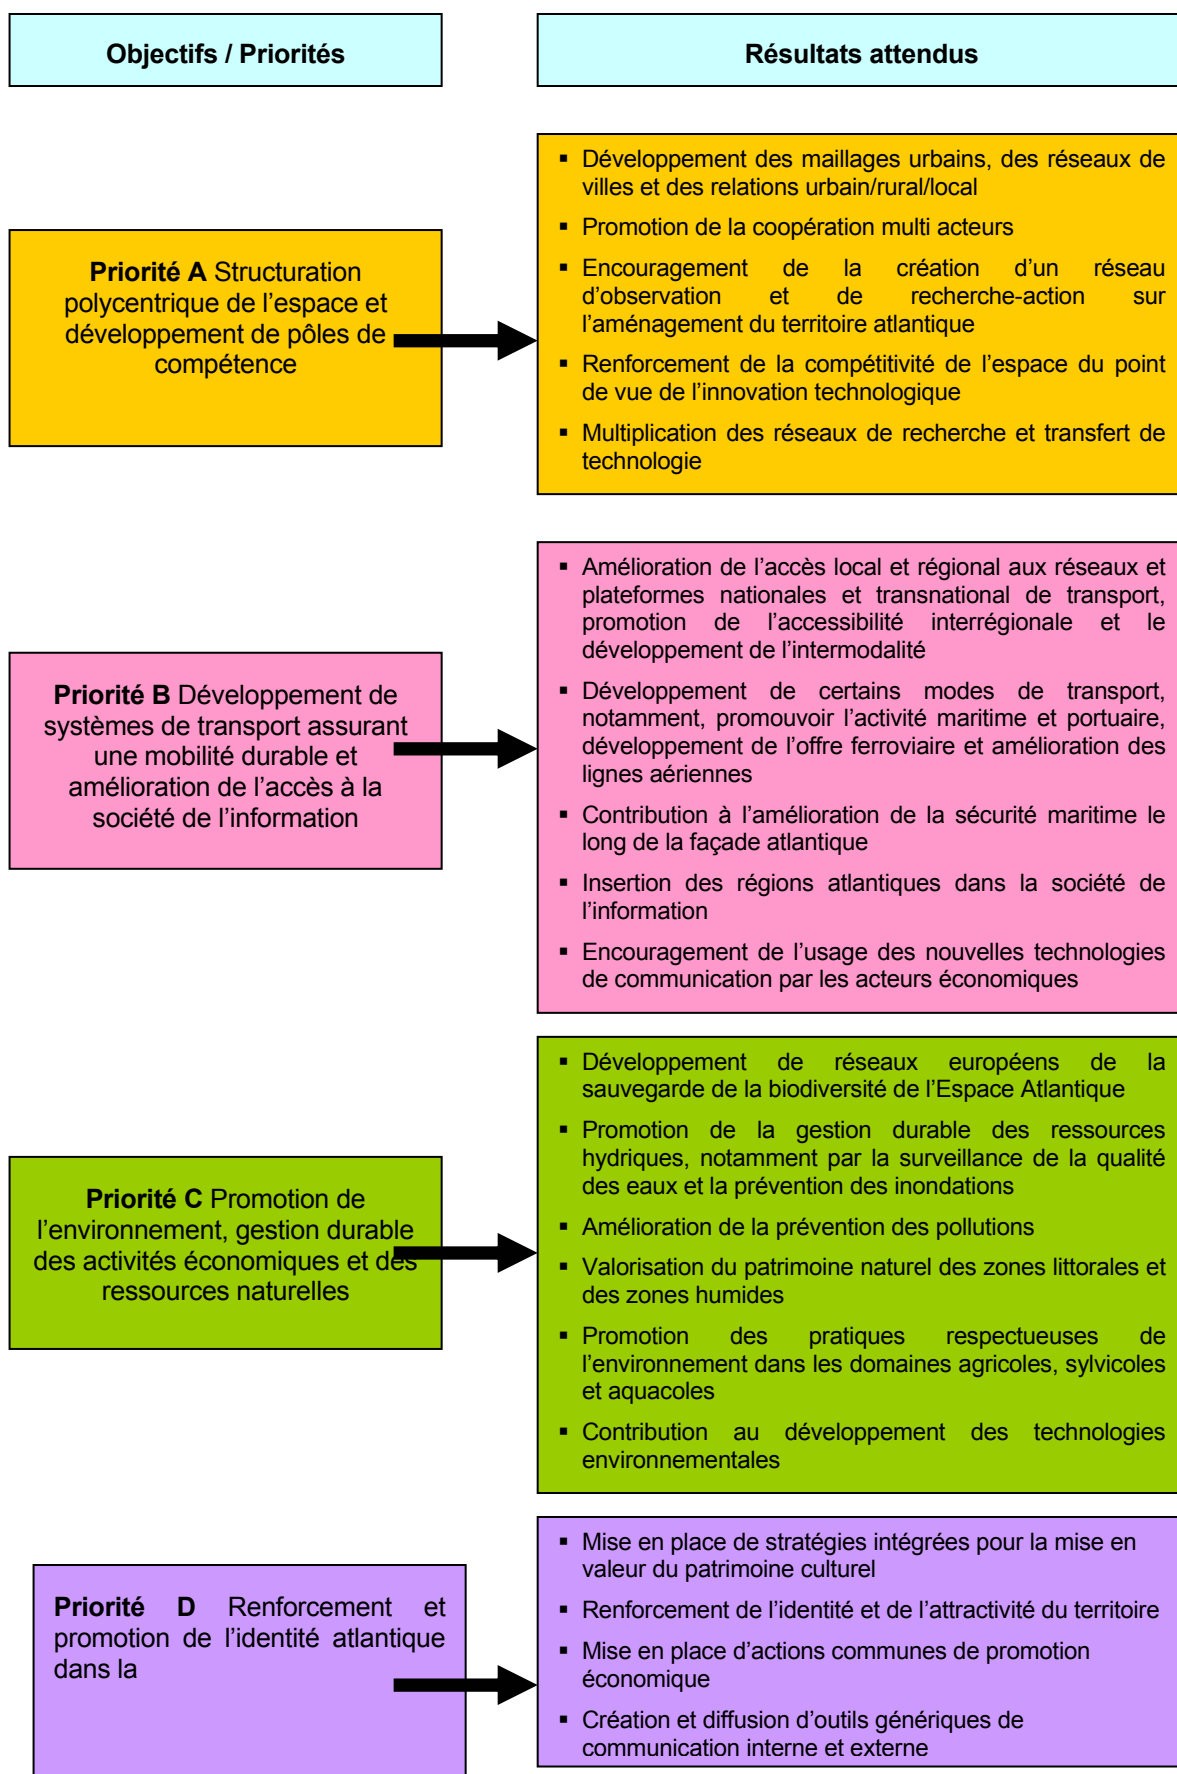 Objectifs / Priorités
Résultats attendus
Priorité A Structuration
polycentrique de l’espace et
développement de pôles de
compétence
▪ Développement des maillages urbains, des réseaux de
villes et des relations urbain/rural/local
▪ Promotion de la coopération multi acteurs
▪ Encouragement de la création d’un réseau
d’observation et de recherche-action sur
l’aménagement du territoire atlantique
▪ Renforcement de la compétitivité de l’espace du point
de vue de l’innovation technologique
▪ Multiplication des réseaux de recherche et transfert de
technologie
Priorité B Développement de
systèmes de transport assurant
une mobilité durable et
amélioration de l’accès à la
société de l’information
▪ Amélioration de l’accès local et régional aux réseaux et
plateformes nationales et transnational de transport,
promotion de l’accessibilité interrégionale et le
développement de l’intermodalité
▪ Développement de certains modes de transport,
notamment, promouvoir l’activité maritime et portuaire,
développement de l’offre ferroviaire et amélioration des
lignes aériennes
▪ Contribution à l’amélioration de la sécurité maritime le
long de la façade atlantique
▪ Insertion des régions atlantiques dans la société de
l’information
▪ Encouragement de l’usage des nouvelles technologies
de communication par les acteurs économiques
Priorité C Promotion de
l’environnement, gestion durable
des activités économiques et des
ressources naturelles
▪ Développement de réseaux européens de la
sauvegarde de la biodiversité de l’Espace Atlantique
▪ Promotion de la gestion durable des ressources
hydriques, notamment par la surveillance de la qualité
des eaux et la prévention des inondations
▪ Amélioration de la prévention des pollutions
▪ Valorisation du patrimoine naturel des zones littorales et
des zones humides
▪ Promotion des pratiques respectueuses de
l’environnement dans les domaines agricoles, sylvicoles
et aquacoles
▪ Contribution au développement des technologies
environnementales
Priorité D Renforcement et
promotion de l’identité atlantique
dans la
▪ Mise en place de stratégies intégrées pour la mise en
valeur du patrimoine culturel
▪ Renforcement de l’identité et de l’attractivité du territoire
▪ Mise en place d’actions communes de promotion
économique
▪ Création et diffusion d’outils génériques de
communication interne et externe